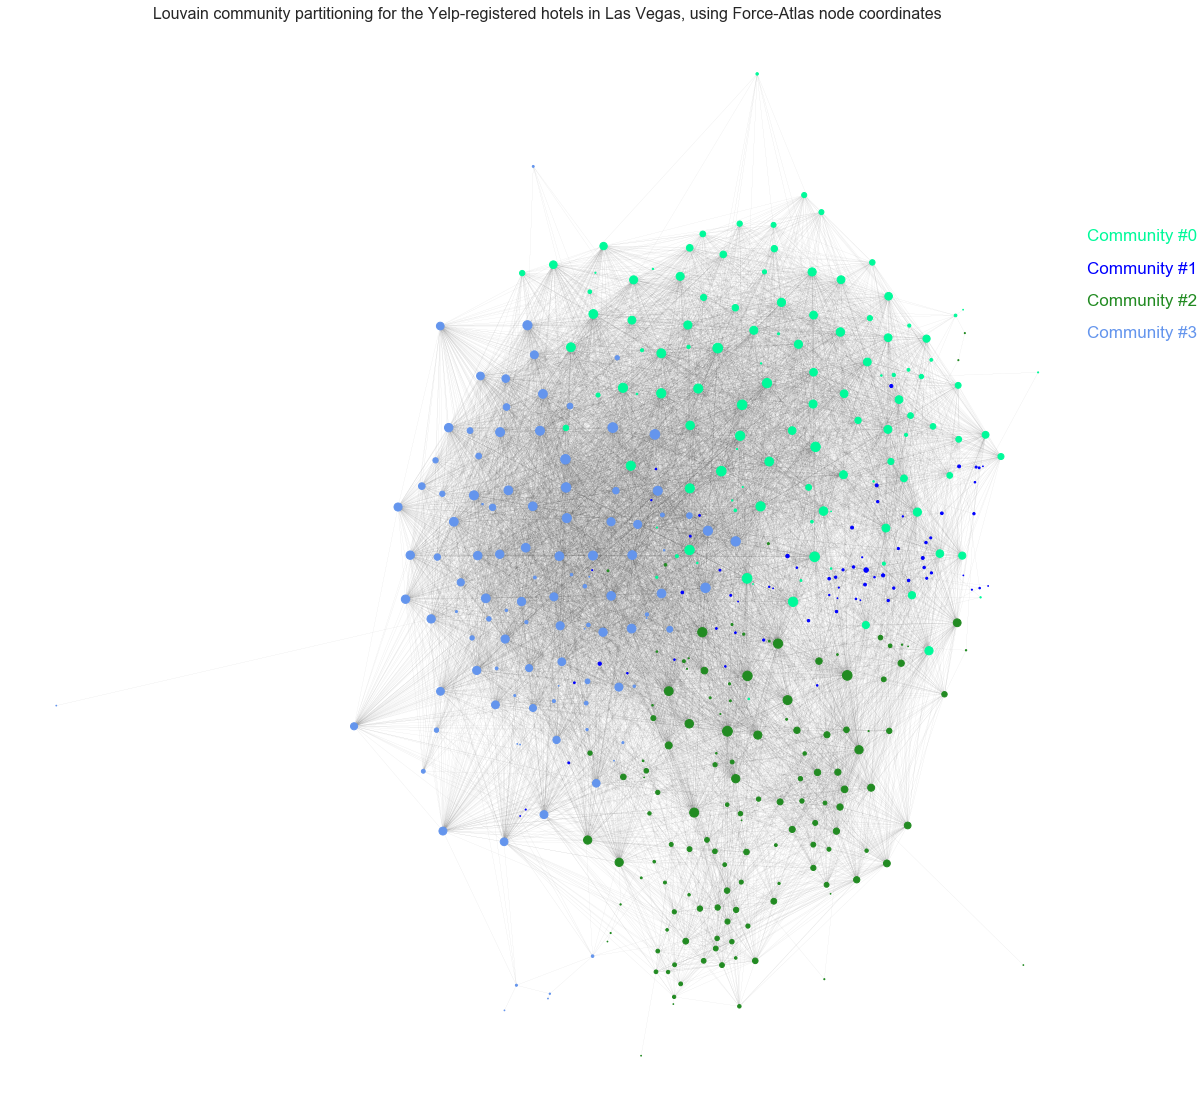 Louvain community partitioning for the Yelp-registered hotels in Las Vegas, using Force-Atlas node coordinates
Community #0
Community #1
Community #2
Community #3